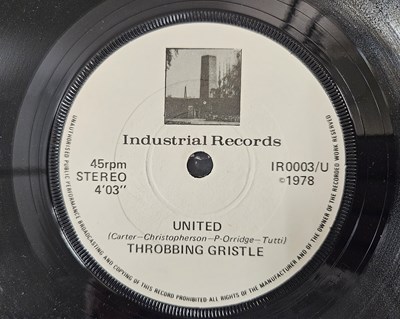 Industrial Records
45rpm
STEREO
4'03"
IR0003/U
©1978
UNITED
(Carter–Christopherson–P-Orridge–Tutti)
THROBBING GRISTLE
UNAUTHORISED PUBLIC PERFORMANCE BROADCASTING AND COPYING OF THIS RECORD PROHIBITED ALL RIGHTS OF THE MANUFACTURER AND OF THE OWNER OF THE RECORDED WORK RESERVED